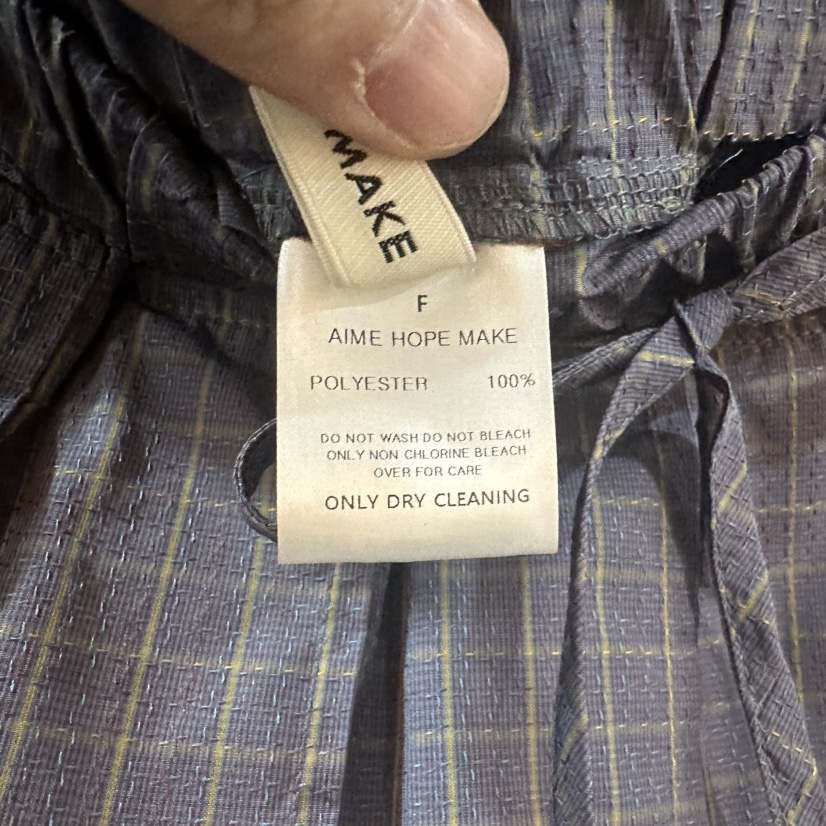 MAKE
F
AIME HOPE MAKE
POLYESTER 100%
DO NOT WASH DO NOT BLEACH
ONLY NON CHLORINE BLEACH
OVER FOR CARE
ONLY DRY CLEANING